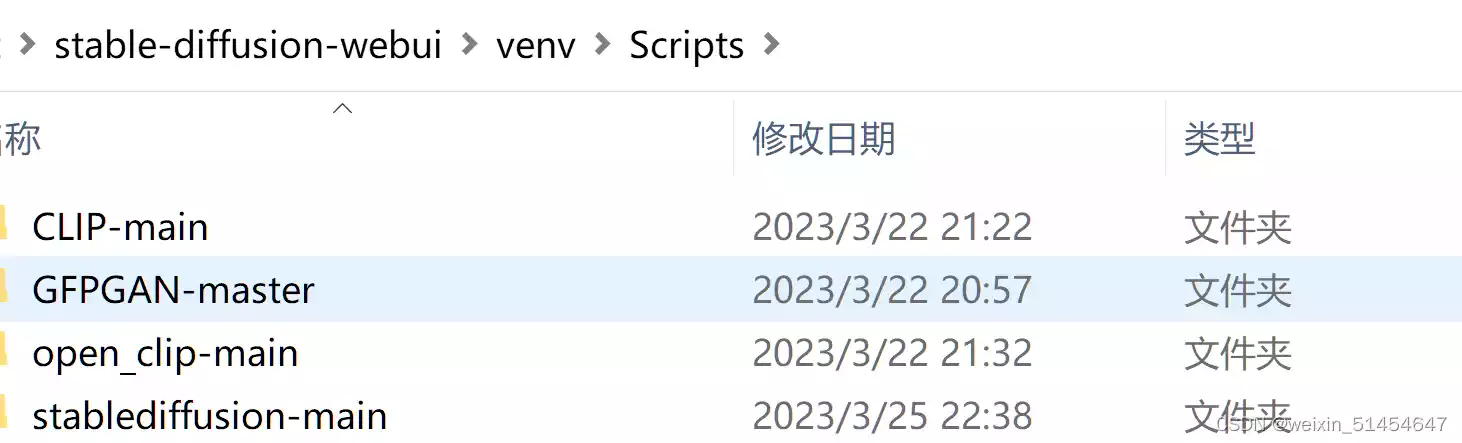 stable-diffusion-webui > venv > Scripts >
称 修改日期 类型
CLIP-main 2023/3/22 21:22 文件夹
GFPGAN-master 2023/3/22 20:57 文件夹
open_clip-main 2023/3/22 21:32 文件夹
stablediffusion-main 2023/3/25 22:38 文件夹
CSDN @weixin_51454647